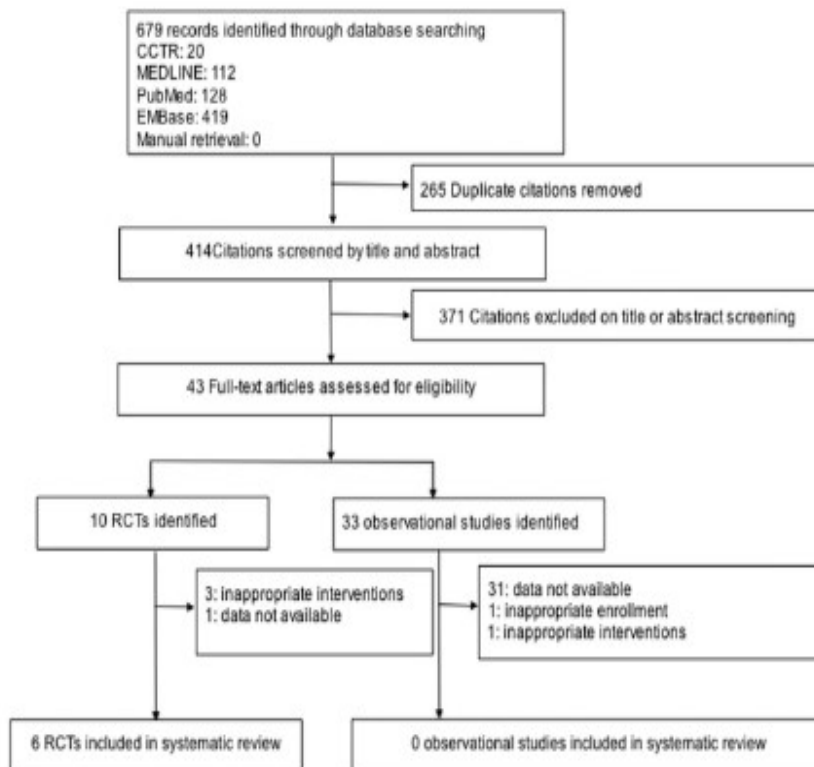 679 records identified through database searching
CCTR: 20
MEDLINE: 112
PubMed: 128
EMBase: 419
Manual retrieval: 0
265 Duplicate citations removed
414Citations screened by title and abstract
371 Citations excluded on title or abstract screening
43 Full-text articles assessed for eligibility
10 RCTs identified
33 observational studies identified
3: inappropriate interventions
1: data not available
31: data not available
1: inappropriate enrollment
1: inappropriate interventions
6 RCTs included in systematic review
0 observational studies included in systematic review